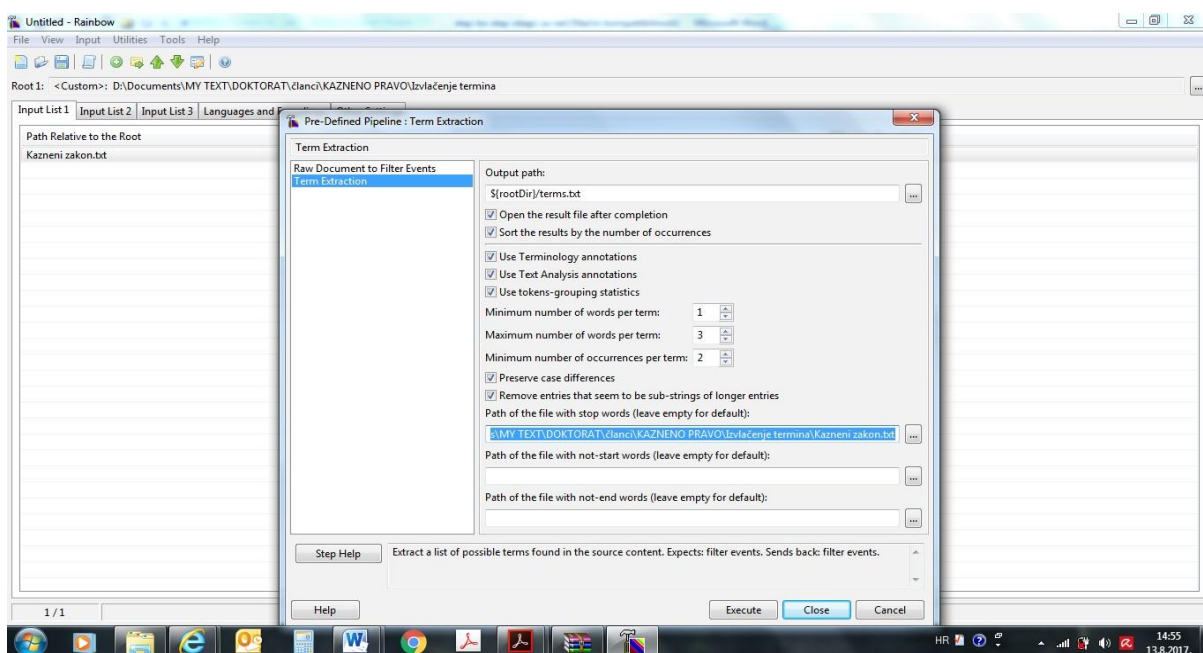 Untitled - Rainbow
File View Input Utilities Tools Help
Root 1: <Custom>: D:\Documents\MY TEXT\DOKTORAT\članci\KAZNENO PRAVO\Izvlačenje termina
...
Input List 1 Input List 2 Input List 3 Languages and
Path Relative to the Root
Kazneni zakon.txt
Pre-Defined Pipeline : Term Extraction
Term Extraction
Raw Document to Filter Events
Term Extraction
Output path:
${rootDir}/terms.txt
...
Open the result file after completion
Sort the results by the number of occurrences
Use Terminology annotations
Use Text Analysis annotations
Use tokens-grouping statistics
Minimum number of words per term: 1
Maximum number of words per term: 3
Minimum number of occurrences per term: 2
Preserve case differences
Remove entries that seem to be sub-strings of longer entries
Path of the file with stop words (leave empty for default):
s\MY TEXT\DOKTORAT\članci\KAZNENO PRAVO\Izvlačenje termina\Kazneni zakon.txt
...
Path of the file with not-start words (leave empty for default):
...
Path of the file with not-end words (leave empty for default):
...
Step Help
Extract a list of possible terms found in the source content. Expects: filter events. Sends back: filter events.
Help Execute Close Cancel
1 / 1
HR
14:55
13.8.2017.